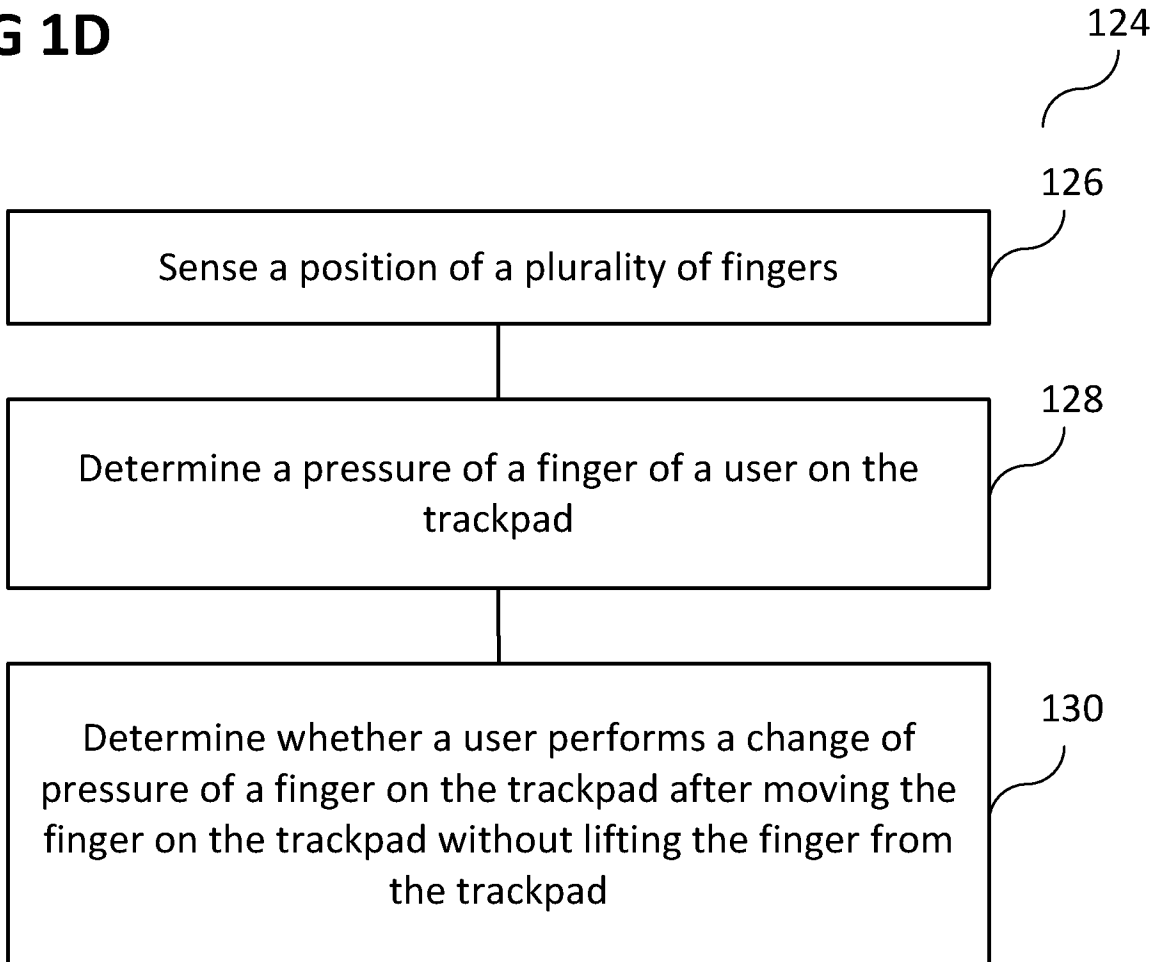 G 1D
124
126
Sense a position of a plurality of fingers
128
Determine a pressure of a finger of a user on the
trackpad
130
Determine whether a user performs a change of
pressure of a finger on the trackpad after moving the
finger on the trackpad without lifting the finger from
the trackpad